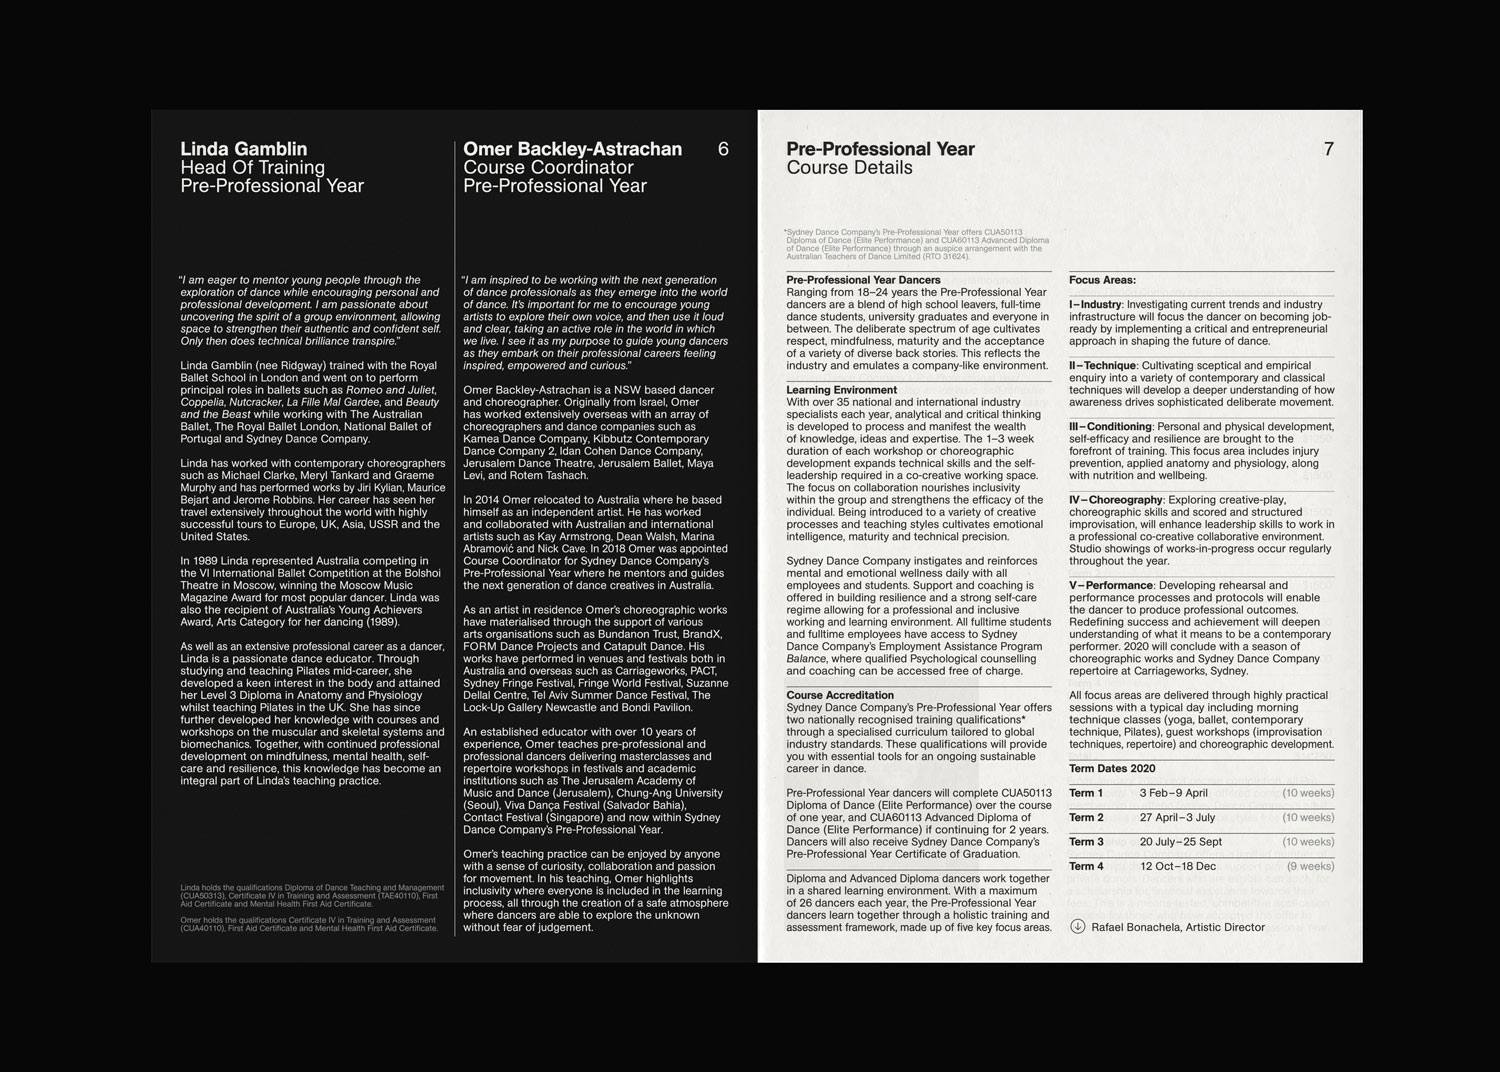 Linda Gamblin
Head Of Training
Pre-Professional Year
“I am eager to mentor young people through the
exploration of dance while encouraging personal and
professional development. I am passionate about
uncovering the spirit of a group environment, allowing
space to strengthen their authentic and confident self.
Only then does technical brilliance transpire.”
Linda Gamblin (nee Ridgway) trained with the Royal
Ballet School in London and went on to perform
principal roles in ballets such as Romeo and Juliet,
Coppelia, Nutcracker, La Fille Mal Gardee, and Beauty
and the Beast while working with The Australian
Ballet, The Royal Ballet London, National Ballet of
Portugal and Sydney Dance Company.
Linda has worked with contemporary choreographers
such as Michael Clarke, Meryl Tankard and Graeme
Murphy and has performed works by Jiri Kylian, Maurice
Bejart and Jerome Robbins. Her career has seen her
travel extensively throughout the world with highly
successful tours to Europe, UK, Asia, USSR and the
United States.
In 1989 Linda represented Australia competing in
the VI International Ballet Competition at the Bolshoi
Theatre in Moscow, winning the Moscow Music
Magazine Award for most popular dancer. Linda was
also the recipient of Australia’s Young Achievers
Award, Arts Category for her dancing (1989).
As well as an extensive professional career as a dancer,
Linda is a passionate dance educator. Through
studying and teaching Pilates mid-career, she
developed a keen interest in the body and attained
her Level 3 Diploma in Anatomy and Physiology
whilst teaching Pilates in the UK. She has since
further developed her knowledge with courses and
workshops on the muscular and skeletal systems and
biomechanics. Together, with continued professional
development on mindfulness, mental health, self-
care and resilience, this knowledge has become an
integral part of Linda’s teaching practice.
Linda holds the qualifications Diploma of Dance Teaching and Management
(CUA50313), Certificate IV in Training and Assessment (TAE40110), First
Aid Certificate and Mental Health First Aid Certificate.
Omer holds the qualifications Certificate IV in Training and Assessment
(CUA40110), First Aid Certificate and Mental Health First Aid Certificate.
Omer Backley-Astrachan
Course Coordinator
Pre-Professional Year
6
“I am inspired to be working with the next generation
of dance professionals as they emerge into the world
of dance. It’s important for me to encourage young
artists to explore their own voice, and then use it loud
and clear, taking an active role in the world in which
we live. I see it as my purpose to guide young dancers
as they embark on their professional careers feeling
inspired, empowered and curious.”
Omer Backley-Astrachan is a NSW based dancer
and choreographer. Originally from Israel, Omer
has worked extensively overseas with an array of
choreographers and dance companies such as
Kamea Dance Company, Kibbutz Contemporary
Dance Company 2, Idan Cohen Dance Company,
Jerusalem Dance Theatre, Jerusalem Ballet, Maya
Levi, and Rotem Tashach.
In 2014 Omer relocated to Australia where he based
himself as an independent artist. He has worked
and collaborated with Australian and international
artists such as Kay Armstrong, Dean Walsh, Marina
Abramović and Nick Cave. In 2018 Omer was appointed
Course Coordinator for Sydney Dance Company’s
Pre-Professional Year where he mentors and guides
the next generation of dance creatives in Australia.
As an artist in residence Omer’s choreographic works
have materialised through the support of various
arts organisations such as Bundanon Trust, BrandX,
FORM Dance Projects and Catapult Dance. His
works have performed in venues and festivals both in
Australia and overseas such as Carriageworks, PACT,
Sydney Fringe Festival, Fringe World Festival, Suzanne
Dellal Centre, Tel Aviv Summer Dance Festival, The
Lock-Up Gallery Newcastle and Bondi Pavilion.
An established educator with over 10 years of
experience, Omer teaches pre-professional and
professional dancers delivering masterclasses and
repertoire workshops in festivals and academic
institutions such as The Jerusalem Academy of
Music and Dance (Jerusalem), Chung-Ang University
(Seoul), Viva Dança Festival (Salvador Bahia),
Contact Festival (Singapore) and now within Sydney
Dance Company’s Pre-Professional Year.
Omer’s teaching practice can be enjoyed by anyone
with a sense of curiosity, collaboration and passion
for movement. In his teaching, Omer highlights
inclusivity where everyone is included in the learning
process, all through the creation of a safe atmosphere
where dancers are able to explore the unknown
without fear of judgement.
Pre-Professional Year
Course Details
7
*Sydney Dance Company’s Pre-Professional Year offers CUA50113
Diploma of Dance (Elite Performance) and CUA60113 Advanced Diploma
of Dance (Elite Performance) through an auspice arrangement with the
Australian Teachers of Dance Limited (RTO 31624).
Pre-Professional Year Dancers
Ranging from 18–24 years the Pre-Professional Year
dancers are a blend of high school leavers, full-time
dance students, university graduates and everyone in
between. The deliberate spectrum of age cultivates
respect, mindfulness, maturity and the acceptance
of a variety of diverse back stories. This reflects the
industry and emulates a company-like environment.
Learning Environment
With over 35 national and international industry
specialists each year, analytical and critical thinking
is developed to process and manifest the wealth
of knowledge, ideas and expertise. The 1–3 week
duration of each workshop or choreographic
development expands technical skills and the self-
leadership required in a co-creative working space.
The focus on collaboration nourishes inclusivity
within the group and strengthens the efficacy of the
individual. Being introduced to a variety of creative
processes and teaching styles cultivates emotional
intelligence, maturity and technical precision.
Sydney Dance Company instigates and reinforces
mental and emotional wellness daily with all
employees and students. Support and coaching is
offered in building resilience and a strong self-care
regime allowing for a professional and inclusive
working and learning environment. All fulltime students
and fulltime employees have access to Sydney
Dance Company’s Employment Assistance Program
Balance, where qualified Psychological counselling
and coaching can be accessed free of charge.
Course Accreditation
Sydney Dance Company’s Pre-Professional Year offers
two nationally recognised training qualifications*
through a specialised curriculum tailored to global
industry standards. These qualifications will provide
you with essential tools for an ongoing sustainable
career in dance.
Pre-Professional Year dancers will complete CUA50113
Diploma of Dance (Elite Performance) over the course
of one year, and CUA60113 Advanced Diploma of
Dance (Elite Performance) if continuing for 2 years.
Dancers will also receive Sydney Dance Company’s
Pre-Professional Year Certificate of Graduation.
Diploma and Advanced Diploma dancers work together
in a shared learning environment. With a maximum
of 26 dancers each year, the Pre-Professional Year
dancers learn together through a holistic training and
assessment framework, made up of five key focus areas.
Focus Areas:
I – Industry: Investigating current trends and industry
infrastructure will focus the dancer on becoming job-
ready by implementing a critical and entrepreneurial
approach in shaping the future of dance.
II – Technique: Cultivating sceptical and empirical
enquiry into a variety of contemporary and classical
techniques will develop a deeper understanding of how
awareness drives sophisticated deliberate movement.
III – Conditioning: Personal and physical development,
self-efficacy and resilience are brought to the
forefront of training. This focus area includes injury
prevention, applied anatomy and physiology, along
with nutrition and wellbeing.
IV – Choreography: Exploring creative-play,
choreographic skills and scored and structured
improvisation, will enhance leadership skills to work in
a professional co-creative collaborative environment.
Studio showings of works-in-progress occur regularly
throughout the year.
V – Performance: Developing rehearsal and
performance processes and protocols will enable
the dancer to produce professional outcomes.
Redefining success and achievement will deepen
understanding of what it means to be a contemporary
performer. 2020 will conclude with a season of
choreographic works and Sydney Dance Company
repertoire at Carriageworks, Sydney.
All focus areas are delivered through highly practical
sessions with a typical day including morning
technique classes (yoga, ballet, contemporary
technique, Pilates), guest workshops (improvisation
techniques, repertoire) and choreographic development.
Term Dates 2020
Term 1 3 Feb – 9 April (10 weeks)
Term 2 27 April – 3 July (10 weeks)
Term 3 20 July – 25 Sept (10 weeks)
Term 4 12 Oct – 18 Dec (9 weeks)
Rafael Bonachela, Artistic Director